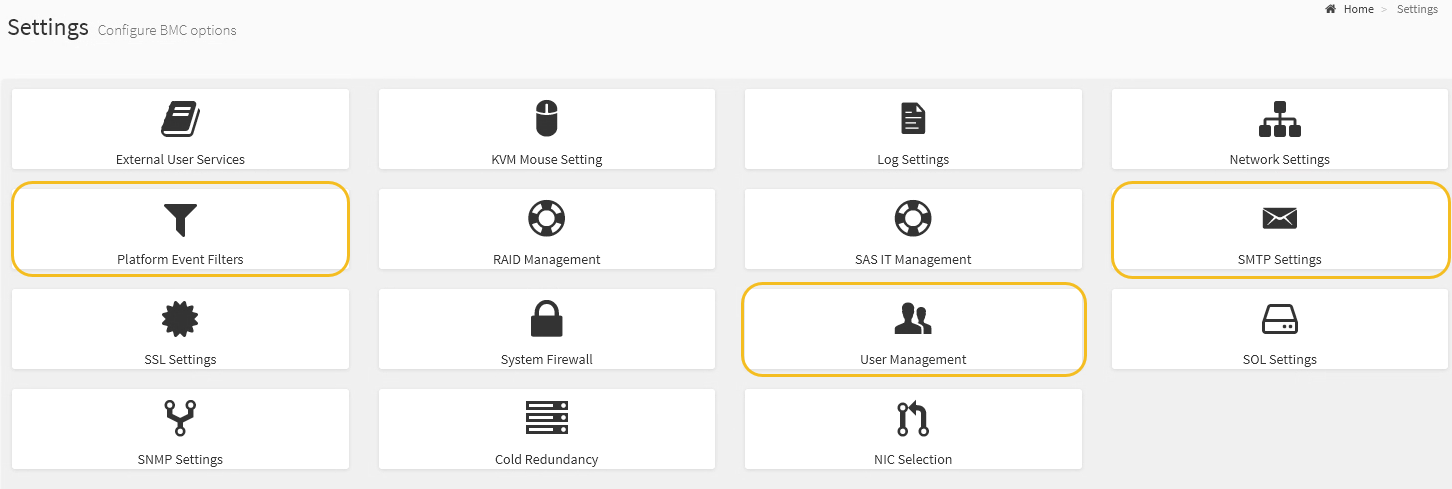 Settings Configure BMC options
Home > Settings
External User Services
KVM Mouse Setting
Log Settings
Network Settings
Platform Event Filters
RAID Management
SAS IT Management
SMTP Settings
SSL Settings
System Firewall
User Management
SOL Settings
SNMP Settings
Cold Redundancy
NIC Selection